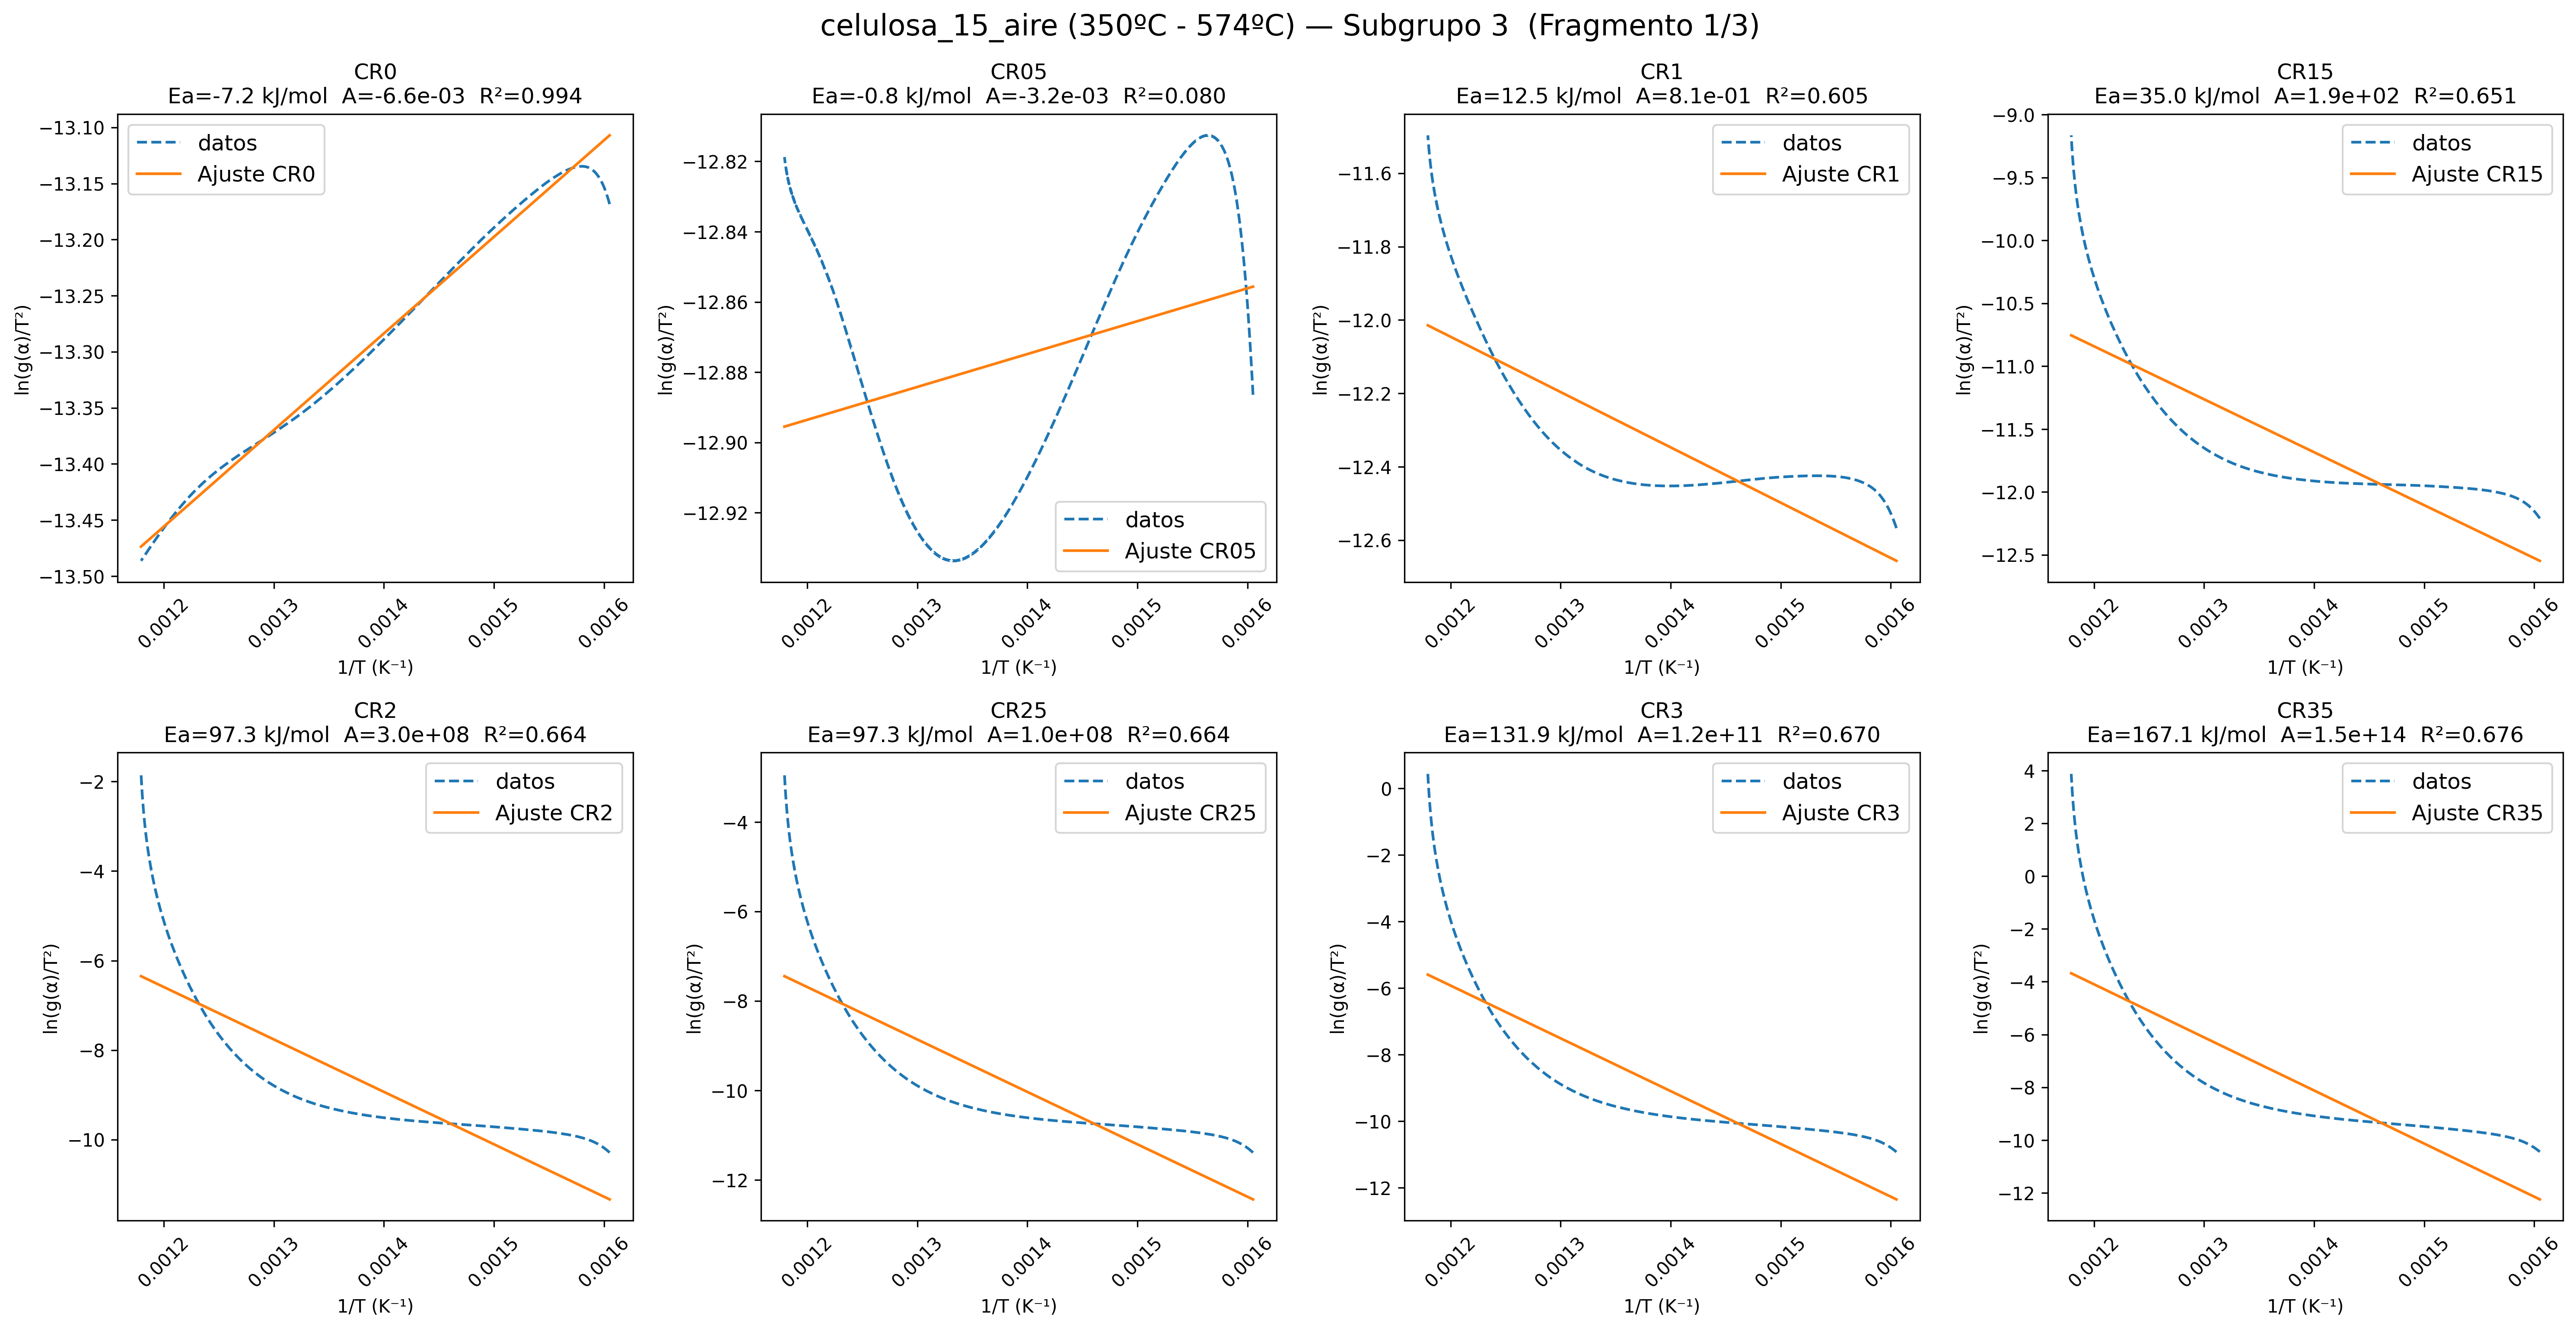 celulosa_15_aire (350ºC - 574ºC) — Subgrupo 3  (Fragmento 1/3)
CR0
Ea=-7.2 kJ/mol  A=-6.6e-03  R²=0.994
−13.10
−13.15
−13.20
−13.25
−13.30
−13.35
−13.40
−13.45
−13.50
ln(g(α)/T²)
datos
Ajuste CR0
0.0012
0.0013
0.0014
0.0015
0.0016
1/T (K⁻¹)
CR05
Ea=-0.8 kJ/mol  A=-3.2e-03  R²=0.080
−12.82
−12.84
−12.86
−12.88
−12.90
−12.92
ln(g(α)/T²)
datos
Ajuste CR05
0.0012
0.0013
0.0014
0.0015
0.0016
1/T (K⁻¹)
CR1
Ea=12.5 kJ/mol  A=8.1e-01  R²=0.605
−11.6
−11.8
−12.0
−12.2
−12.4
−12.6
ln(g(α)/T²)
datos
Ajuste CR1
0.0012
0.0013
0.0014
0.0015
0.0016
1/T (K⁻¹)
CR15
Ea=35.0 kJ/mol  A=1.9e+02  R²=0.651
−9.0
−9.5
−10.0
−10.5
−11.0
−11.5
−12.0
−12.5
ln(g(α)/T²)
datos
Ajuste CR15
0.0012
0.0013
0.0014
0.0015
0.0016
1/T (K⁻¹)
CR2
Ea=97.3 kJ/mol  A=3.0e+08  R²=0.664
−2
−4
−6
−8
−10
ln(g(α)/T²)
datos
Ajuste CR2
0.0012
0.0013
0.0014
0.0015
0.0016
1/T (K⁻¹)
CR25
Ea=97.3 kJ/mol  A=1.0e+08  R²=0.664
−4
−6
−8
−10
−12
ln(g(α)/T²)
datos
Ajuste CR25
0.0012
0.0013
0.0014
0.0015
0.0016
1/T (K⁻¹)
CR3
Ea=131.9 kJ/mol  A=1.2e+11  R²=0.670
0
−2
−4
−6
−8
−10
−12
ln(g(α)/T²)
datos
Ajuste CR3
0.0012
0.0013
0.0014
0.0015
0.0016
1/T (K⁻¹)
CR35
Ea=167.1 kJ/mol  A=1.5e+14  R²=0.676
4
2
0
−2
−4
−6
−8
−10
−12
ln(g(α)/T²)
datos
Ajuste CR35
0.0012
0.0013
0.0014
0.0015
0.0016
1/T (K⁻¹)